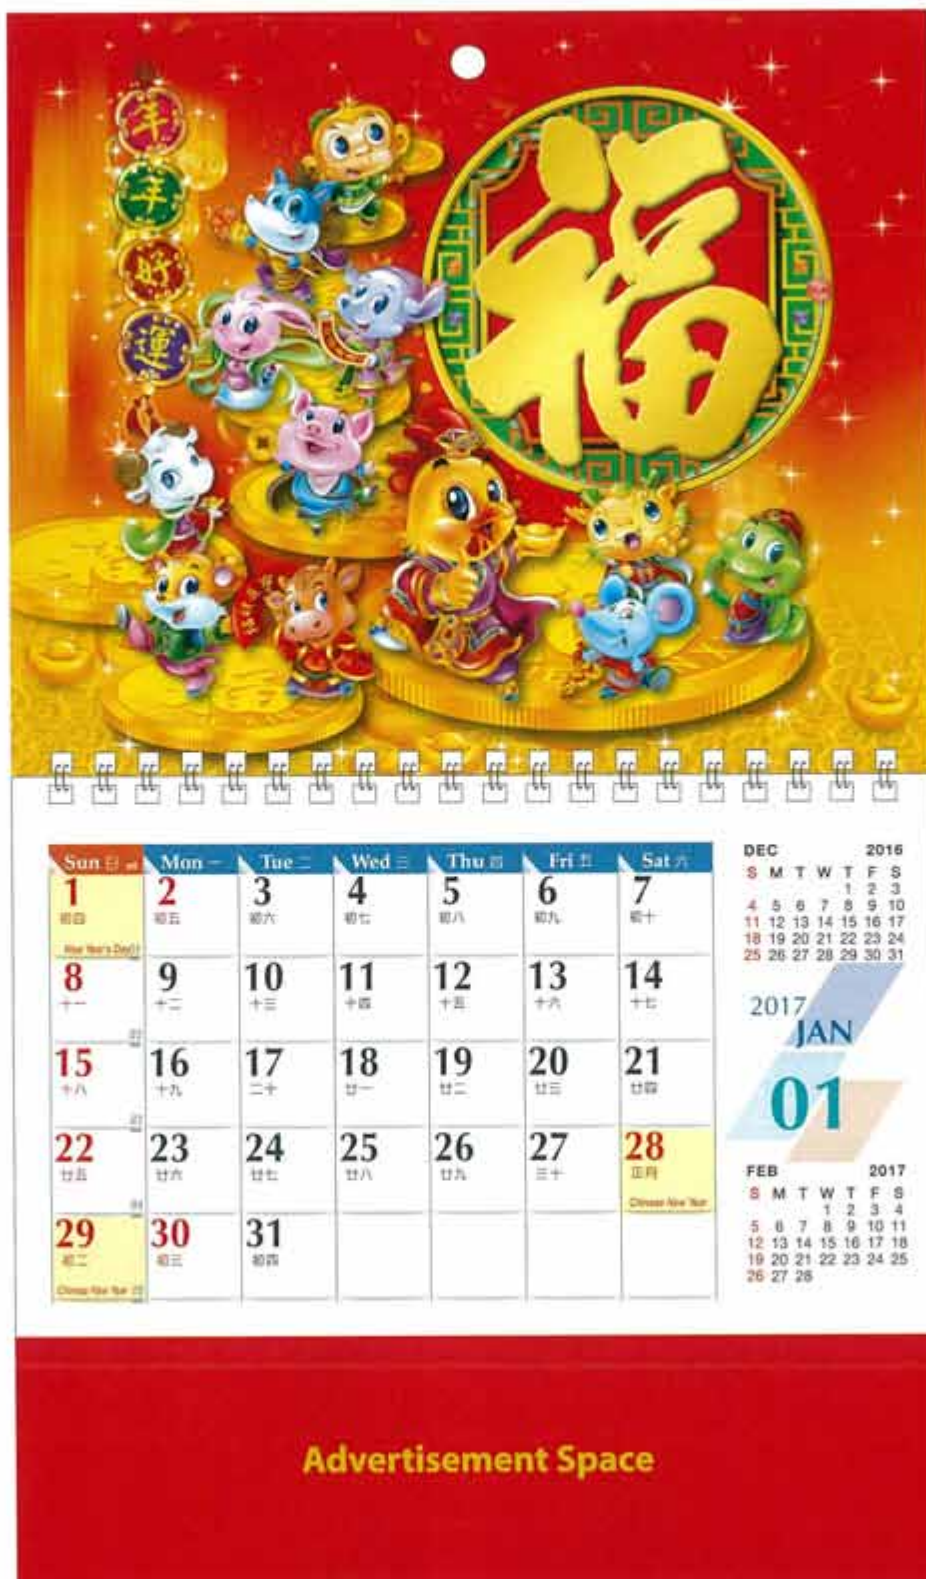 年
年
好
運
福
Sun 日 Mon 一 Tue 二 Wed 三 Thu 四 Fri 五 Sat 六
1 2 3 4 5 6 7
初四 初五 初六 初七 初八 初九 初十
New Year's Day
8 9 10 11 12 13 14
十一 十二 十三 十四 十五 十六 十七
15 16 17 18 19 20 21
十八 十九 二十 廿一 廿二 廿三 廿四
22 23 24 25 26 27 28
廿五 廿六 廿七 廿八 廿九 三十 正月
Chinese New Year
29 30 31
初二 初三 初四
Chinese New Year
DEC 2016
S M T W T F S
1 2 3
4 5 6 7 8 9 10
11 12 13 14 15 16 17
18 19 20 21 22 23 24
25 26 27 28 29 30 31
2017
JAN
01
FEB 2017
S M T W T F S
1 2 3 4
5 6 7 8 9 10 11
12 13 14 15 16 17 18
19 20 21 22 23 24 25
26 27 28
Advertisement Space